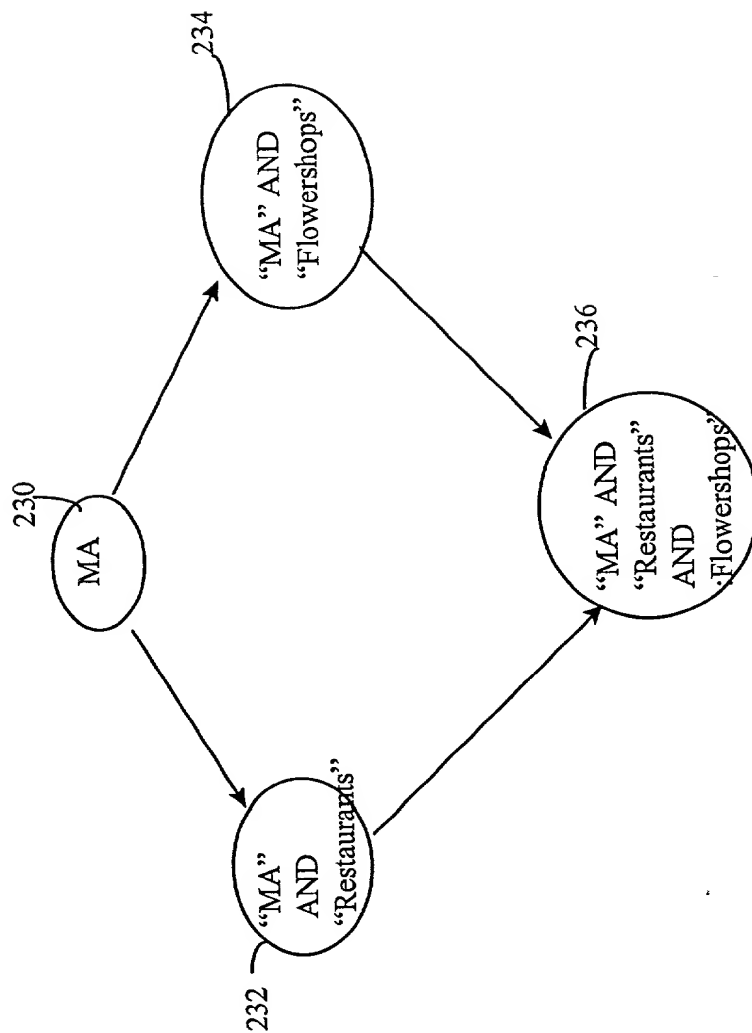 230
MA
234
“MA” AND
“Flowershops”
232
“MA”
AND
“Restaurants”
236
“MA” AND
“Restaurants”
AND
:Flowershops”